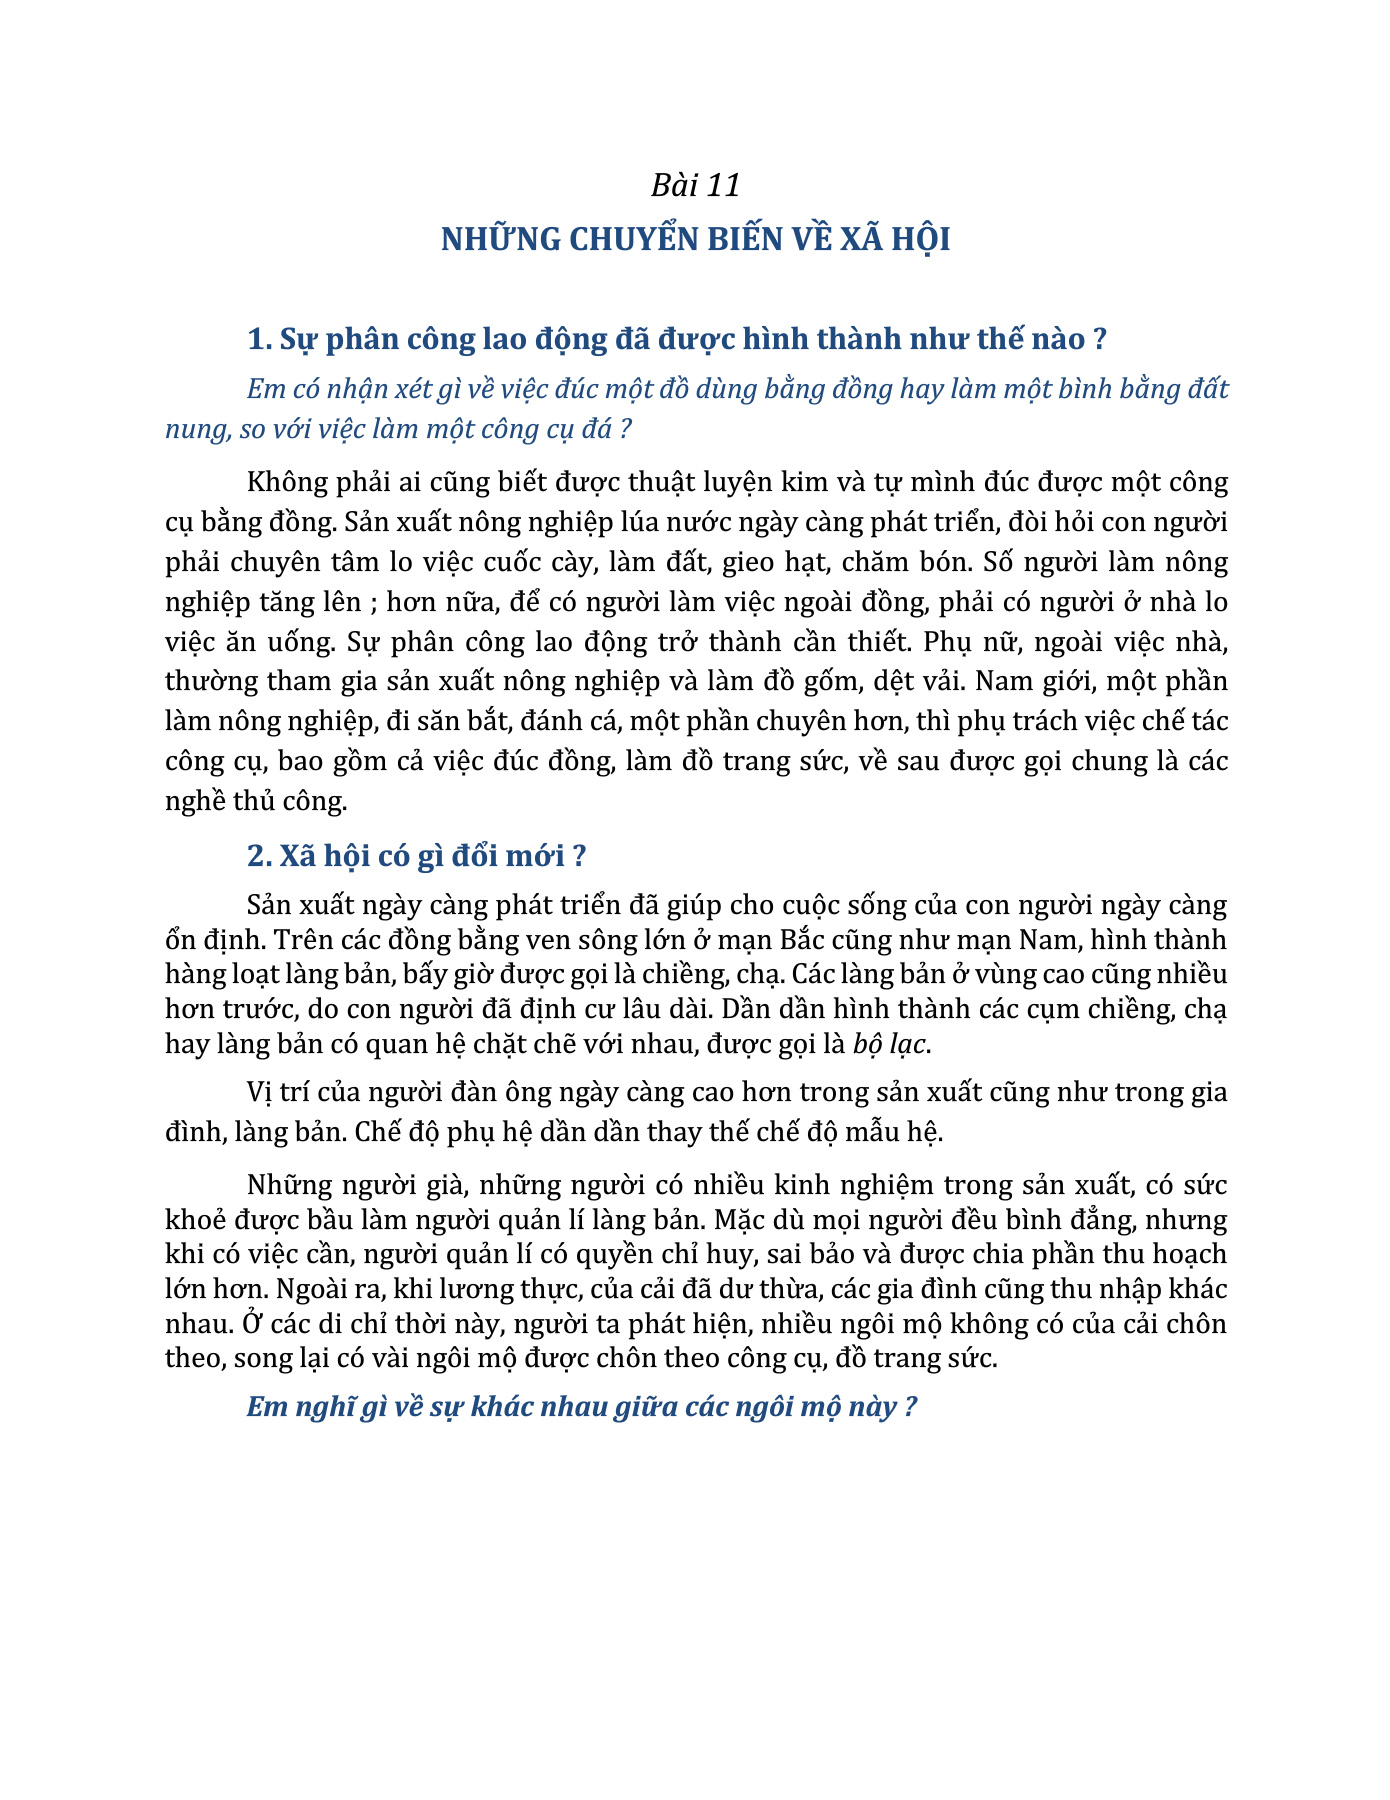 Bài 11
NHỮNG CHUYỂN BIẾN VỀ XÃ HỘI
1. Sự phân công lao động đã được hình thành như thế nào ?
Em có nhận xét gì về việc đúc một đồ dùng bằng đồng hay làm một bình bằng đất
nung, so với việc làm một công cụ đá ?
Không phải ai cũng biết được thuật luyện kim và tự mình đúc được một công
cụ bằng đồng. Sản xuất nông nghiệp lúa nước ngày càng phát triển, đòi hỏi con người
phải chuyên tâm lo việc cuốc cày, làm đất, gieo hạt, chăm bón. Số người làm nông
nghiệp tăng lên ; hơn nữa, để có người làm việc ngoài đồng, phải có người ở nhà lo
việc ăn uống. Sự phân công lao động trở thành cần thiết. Phụ nữ, ngoài việc nhà,
thường tham gia sản xuất nông nghiệp và làm đồ gốm, dệt vải. Nam giới, một phần
làm nông nghiệp, đi săn bắt, đánh cá, một phần chuyên hơn, thì phụ trách việc chế tác
công cụ, bao gồm cả việc đúc đồng, làm đồ trang sức, về sau được gọi chung là các
nghề thủ công.
2. Xã hội có gì đổi mới ?
Sản xuất ngày càng phát triển đã giúp cho cuộc sống của con người ngày càng
ổn định. Trên các đồng bằng ven sông lớn ở mạn Bắc cũng như mạn Nam, hình thành
hàng loạt làng bản, bấy giờ được gọi là chiềng, chạ. Các làng bản ở vùng cao cũng nhiều
hơn trước, do con người đã định cư lâu dài. Dần dần hình thành các cụm chiềng, chạ
hay làng bản có quan hệ chặt chẽ với nhau, được gọi là bộ lạc.
Vị trí của người đàn ông ngày càng cao hơn trong sản xuất cũng như trong gia
đình, làng bản. Chế độ phụ hệ dần dần thay thế chế độ mẫu hệ.
Những người già, những người có nhiều kinh nghiệm trong sản xuất, có sức
khoẻ được bầu làm người quản lí làng bản. Mặc dù mọi người đều bình đẳng, nhưng
khi có việc cần, người quản lí có quyền chỉ huy, sai bảo và được chia phần thu hoạch
lớn hơn. Ngoài ra, khi lương thực, của cải đã dư thừa, các gia đình cũng thu nhập khác
nhau. Ở các di chỉ thời này, người ta phát hiện, nhiều ngôi mộ không có của cải chôn
theo, song lại có vài ngôi mộ được chôn theo công cụ, đồ trang sức.
Em nghĩ gì về sự khác nhau giữa các ngôi mộ này ?